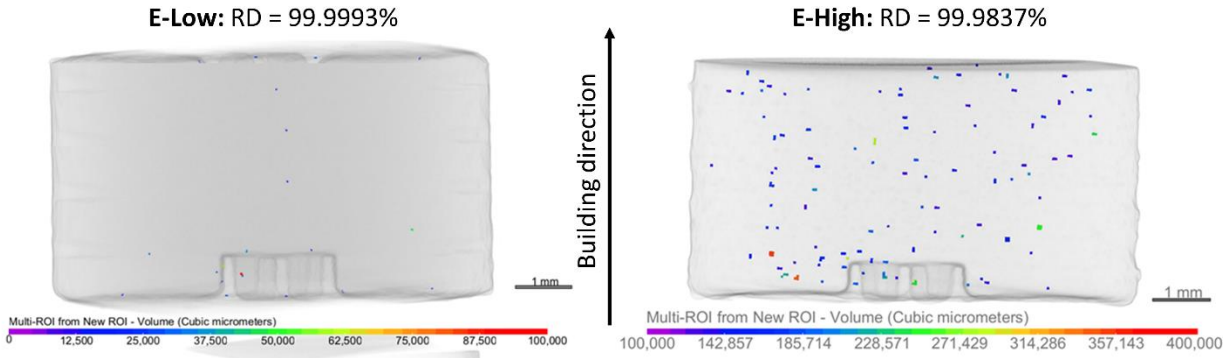 E-Low: RD = 99.9993%
E-High: RD = 99.9837%
Building direction
1 mm
1 mm
Multi-ROI from New ROI - Volume (Cubic micrometers)
0 12,500 25,000 37,500 50,000 62,500 75,000 87,500 100,000
Multi-ROI from New ROI - Volume (Cubic micrometers)
100,000 142,857 185,714 228,571 271,429 314,286 357,143 400,000